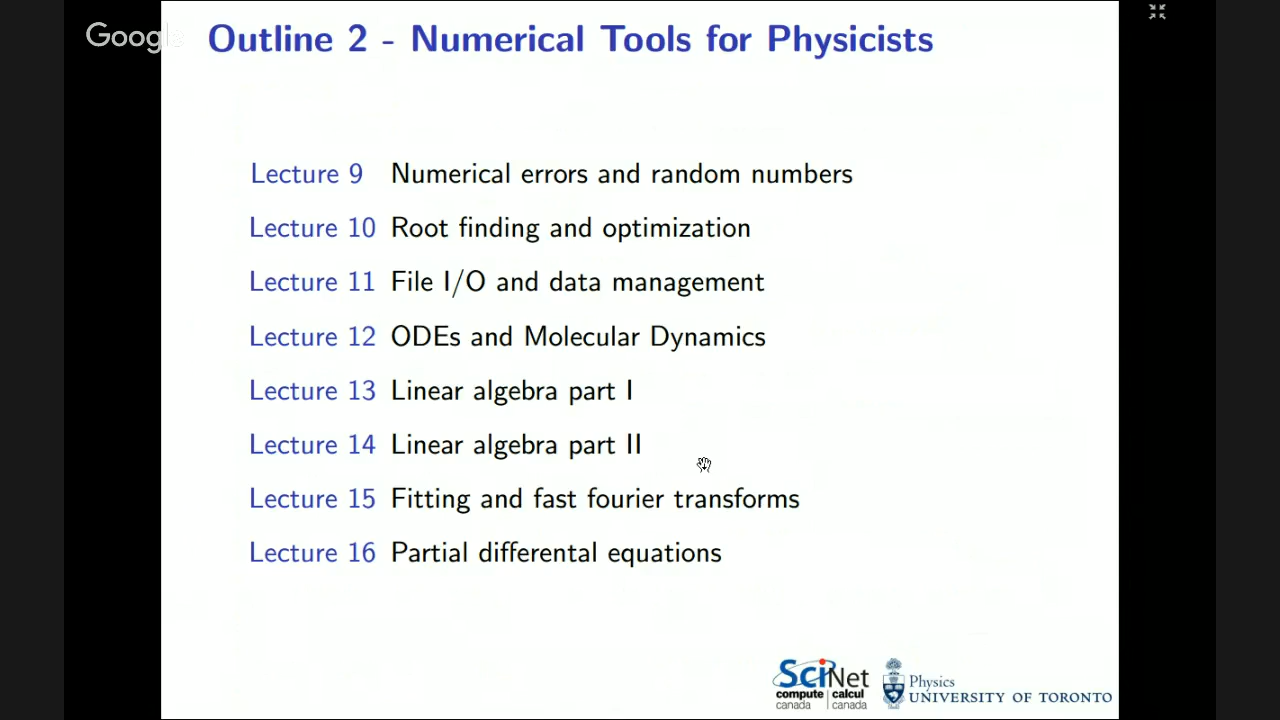 Google
Outline 2 - Numerical Tools for Physicists
Lecture 9 Numerical errors and random numbers
Lecture 10 Root finding and optimization
Lecture 11 File I/O and data management
Lecture 12 ODEs and Molecular Dynamics
Lecture 13 Linear algebra part I
Lecture 14 Linear algebra part II
Lecture 15 Fitting and fast fourier transforms
Lecture 16 Partial differental equations
SciNet
compute | calcul
canada | canada
Physics
UNIVERSITY OF TORONTO